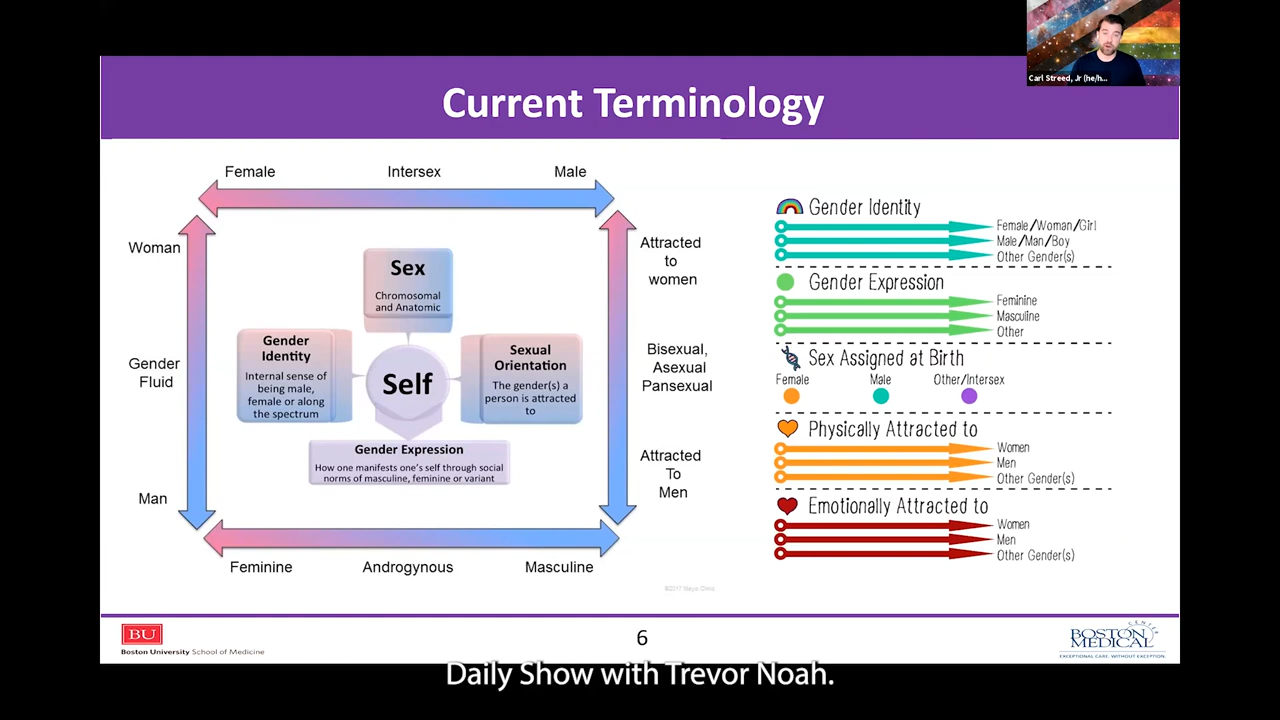 Carl Streed, Jr (he/h...
Current Terminology
Female Intersex Male
Woman
Gender
Fluid
Man
Sex
Chromosomal
and Anatomic
Gender
Identity
Internal sense of
being male,
female or along
the spectrum
Self
Sexual
Orientation
The gender(s) a
person is attracted
to
Gender Expression
How one manifests one's self through social
norms of masculine, feminine or variant
Attracted
to
women
Bisexual,
Asexual
Pansexual
Attracted
To
Men
Feminine Androgynous Masculine
©2017 Mayo Clinic
Gender Identity
Female/Woman/Girl
Male/Man/Boy
Other Gender(s)
Gender Expression
Feminine
Masculine
Other
Sex Assigned at Birth
Female Male Other/Intersex
Physically Attracted to
Women
Men
Other Gender(s)
Emotionally Attracted to
Women
Men
Other Gender(s)
BU
Boston University School of Medicine
6
BOSTON
MEDICAL
CENTER
EXCEPTIONAL CARE. WITHOUT EXCEPTION.
Daily Show with Trevor Noah.